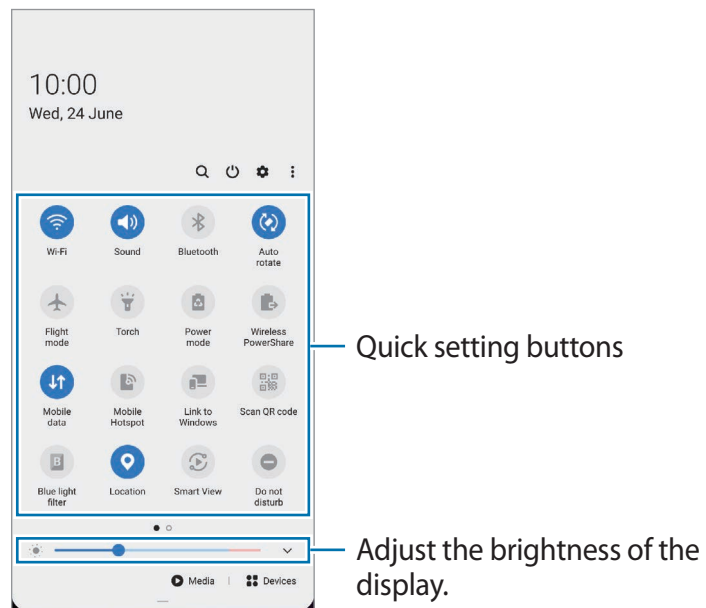 10:00
Wed, 24 June
Wi-Fi
Sound
Bluetooth
Auto
rotate
Flight
mode
Torch
Power
mode
Wireless
PowerShare
Quick setting buttons
Mobile
data
Mobile
Hotspot
Link to
Windows
Scan QR code
B
Blue light
filter
Location
Smart View
Do not
disturb
Adjust the brightness of the
display.
Media
Devices